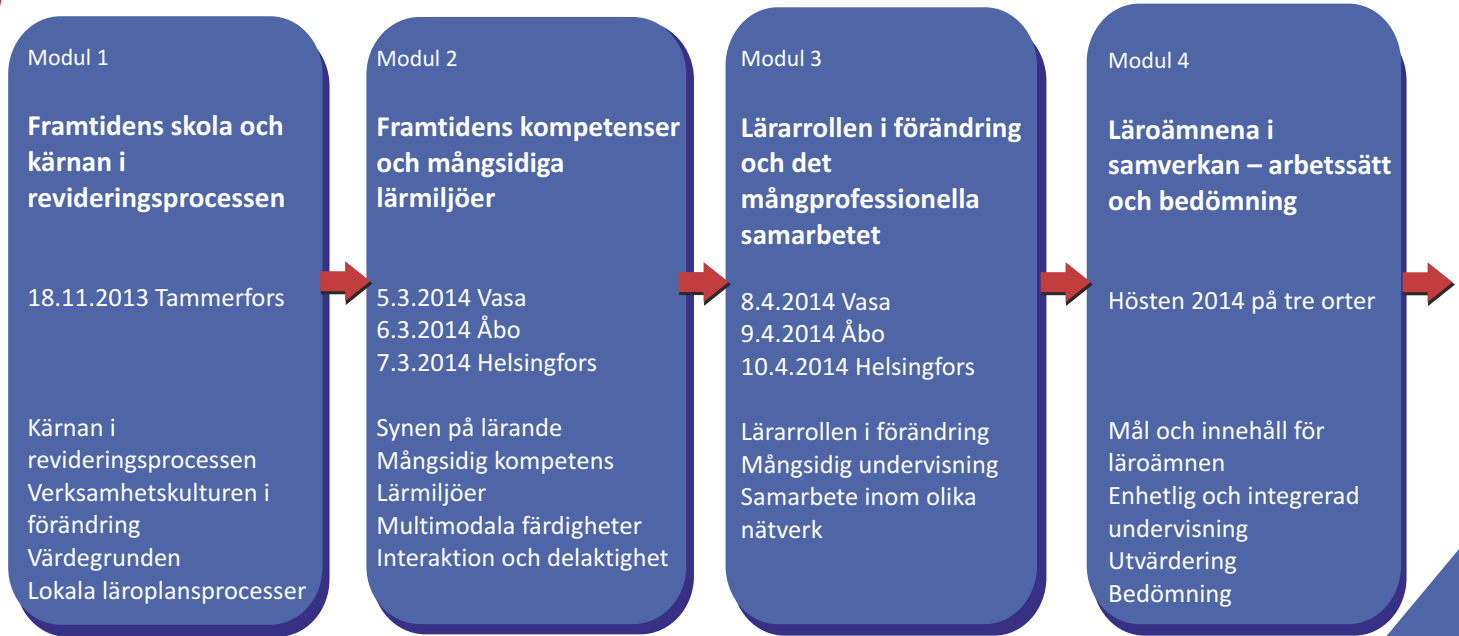 Modul 1
Framtidens skola och
kärnan i
revideringsprocessen
18.11.2013 Tammerfors
Kärnan i
revideringsprocessen
Verksamhetskulturen i
förändring
Värdegrunden
Lokala läroplansprocesser
Modul 2
Framtidens kompetenser
och mångsidiga
lärmiljöer
5.3.2014 Vasa
6.3.2014 Åbo
7.3.2014 Helsingfors
Synen på lärande
Mångsidig kompetens
Lärmiljöer
Multimodala färdigheter
Interaktion och delaktighet
Modul 3
Lärarrollen i förändring
och det
mångprofessionella
samarbetet
8.4.2014 Vasa
9.4.2014 Åbo
10.4.2014 Helsingfors
Lärarrollen i förändring
Mångsidig undervisning
Samarbete inom olika
nätverk
Modul 4
Läroämnena i
samverkan – arbetssätt
och bedömning
Hösten 2014 på tre orter
Mål och innehåll för
läroämnen
Enhetlig och integrerad
undervisning
Utvärdering
Bedömning